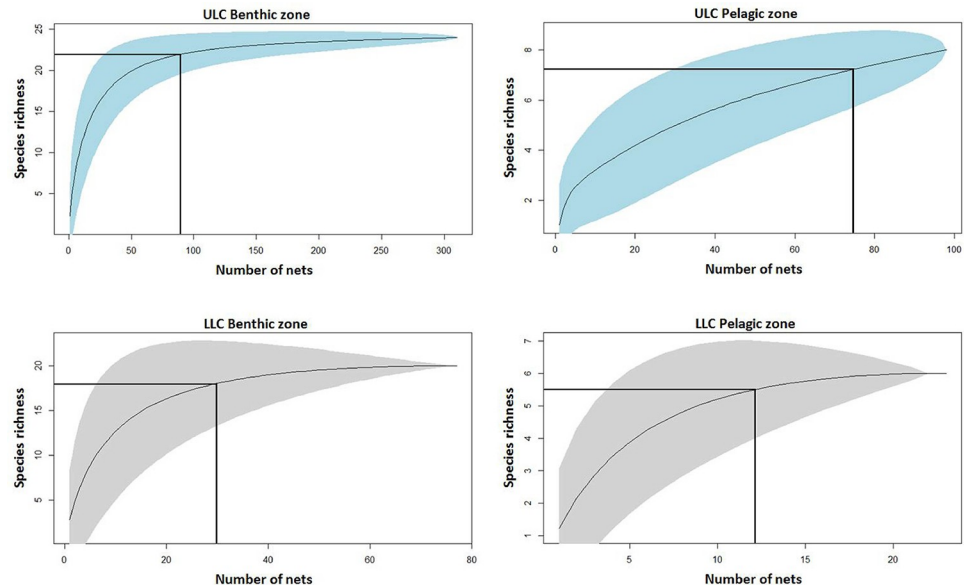 ULC Benthic zone
Species richness
25
20
15
10
5
0 50 100 150 200 250 300
Number of nets
ULC Pelagic zone
Species richness
8
6
4
2
0 20 40 60 80 100
Number of nets
LLC Benthic zone
Species richness
20
15
10
5
0 20 40 60 80
Number of nets
LLC Pelagic zone
Species richness
7
6
5
4
3
2
1
5 10 15 20
Number of nets